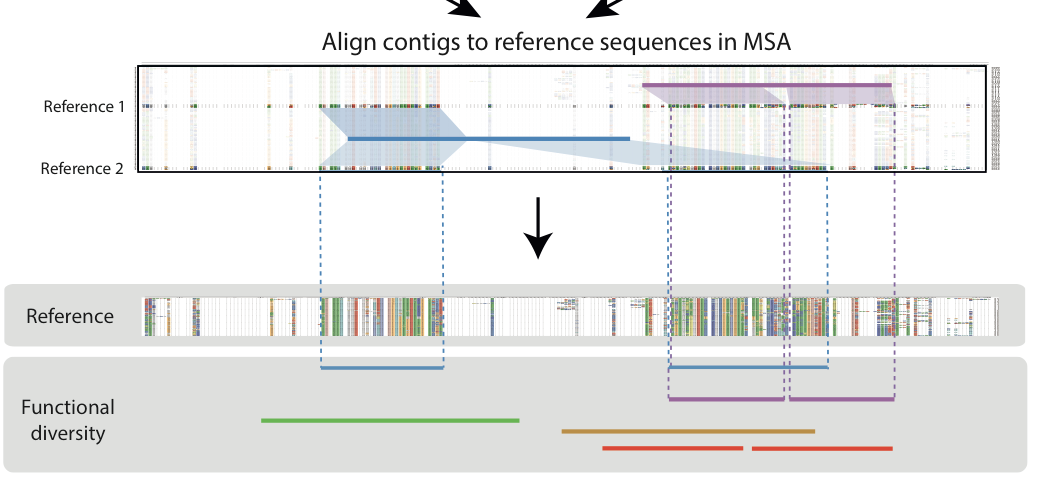 Align contigs to reference sequences in MSA
Reference 1
Reference 2
Reference
Functional
diversity